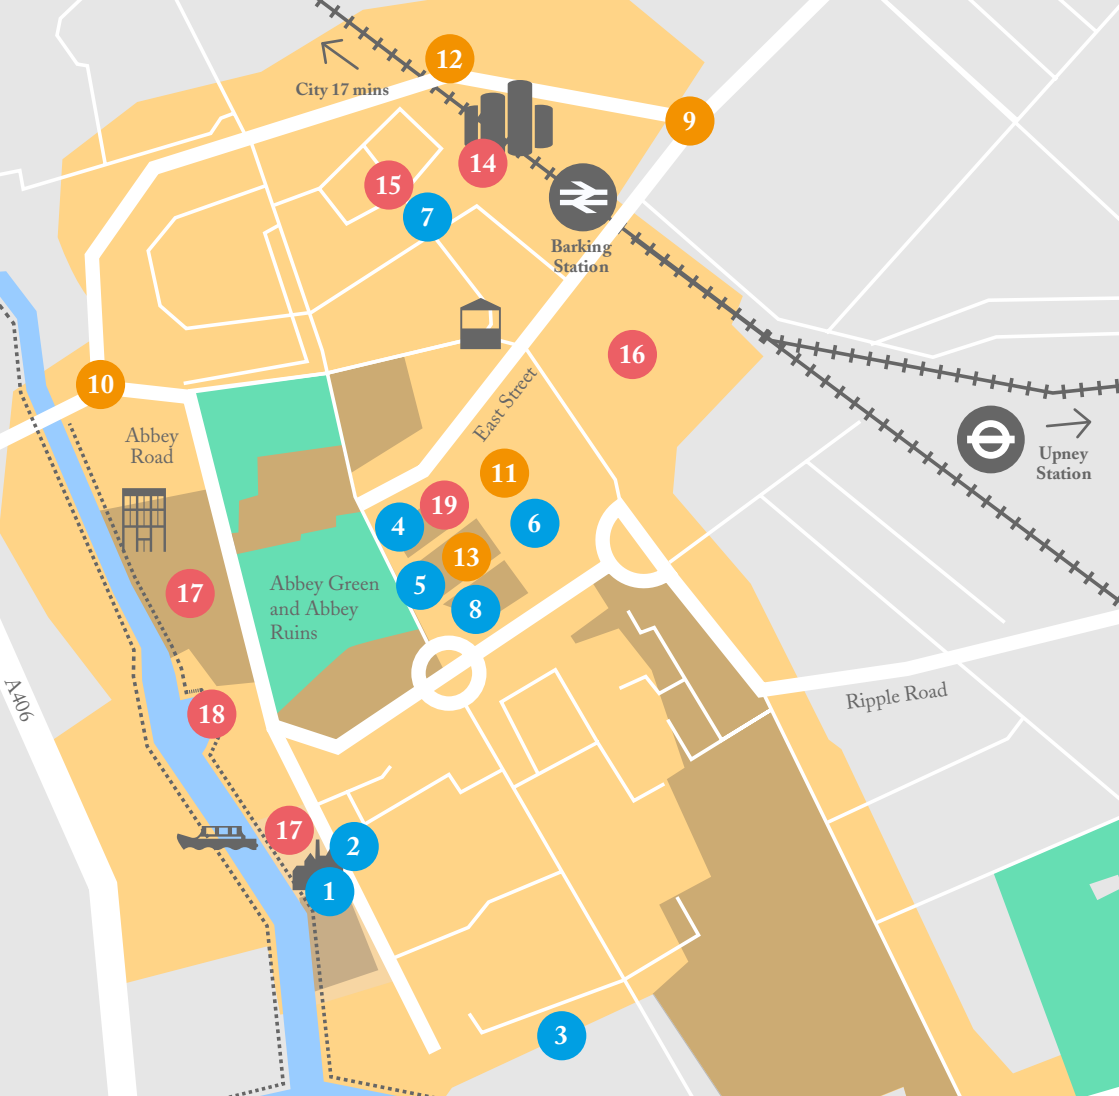 12
City 17 mins
9
14
15
7
Barking
Station
16
10
East Street
Abbey
Road
Upney
Station
11
19
4
6
13
5
17
8
Abbey Green
and Abbey
Ruins
A406
Ripple Road
18
17
2
1
3